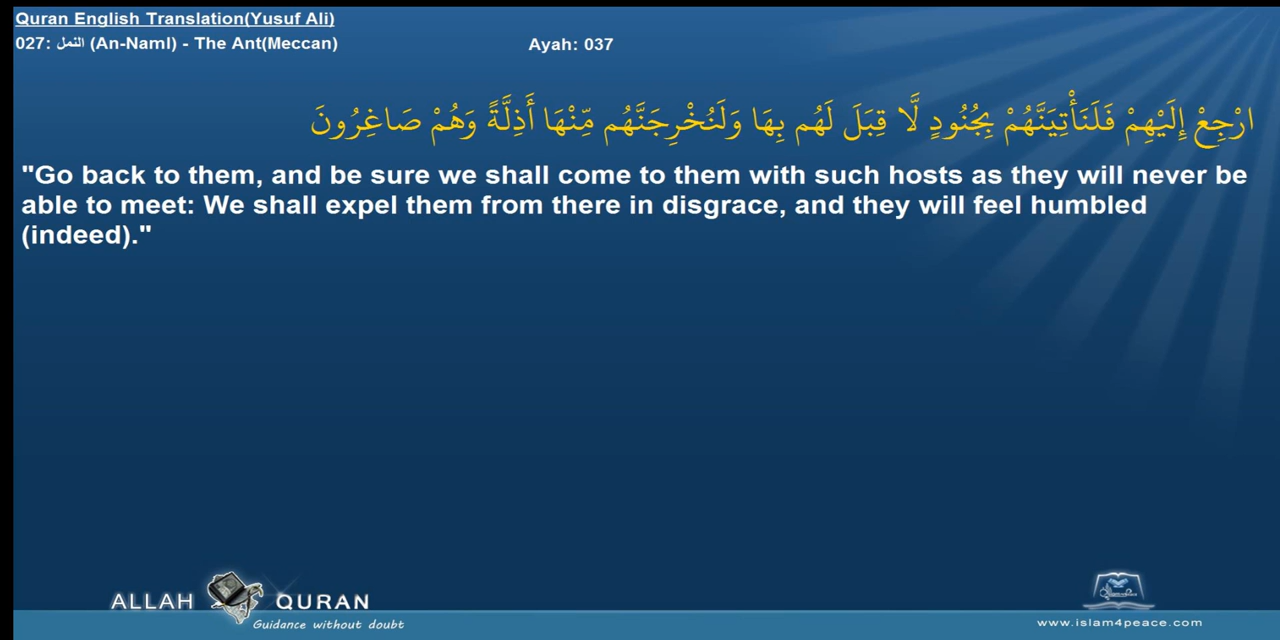 Quran English Translation(Yusuf Ali)
027: النمل (An-Naml) - The Ant(Meccan)
Ayah: 037
ارْجِعْ إِلَيْهِمْ فَلَنَأْتِيَنَّهُمْ بِجُنُودٍ لَّا قِبَلَ لَهُم بِهَا وَلَنُخْرِجَنَّهُم مِّنْهَا أَذِلَّةً وَهُمْ صَاغِرُونَ
"Go back to them, and be sure we shall come to them with such hosts as they will never be
able to meet: We shall expel them from there in disgrace, and they will feel humbled
(indeed)."
ALLAH QURAN
Guidance without doubt
www.islam4peace.com